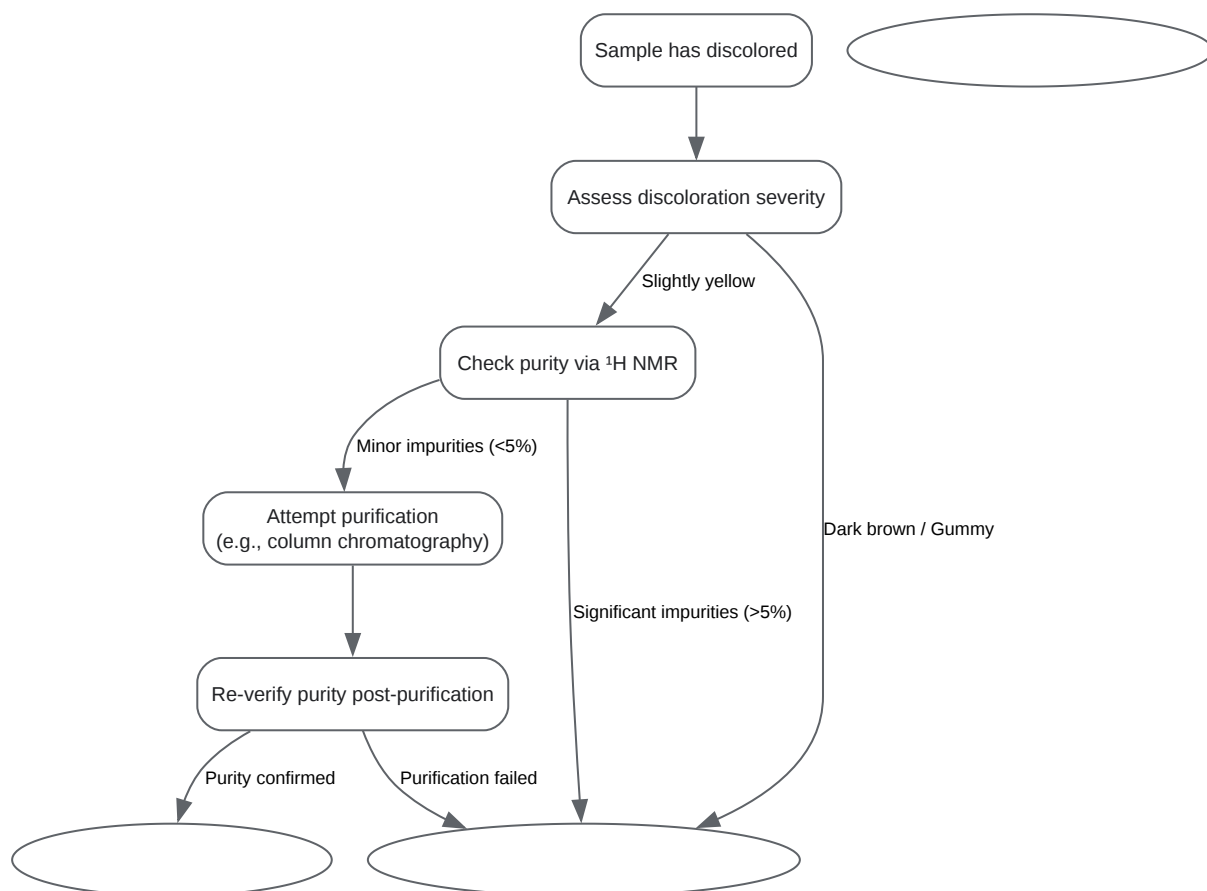 Sample has discolored
Assess discoloration severity
Slightly yellow
Check purity via ¹H NMR
Minor impurities (<5%)
Attempt purification
(e.g., column chromatography)
Dark brown / Gummy
Significant impurities (>5%)
Re-verify purity post-purification
Purity confirmed
Purification failed